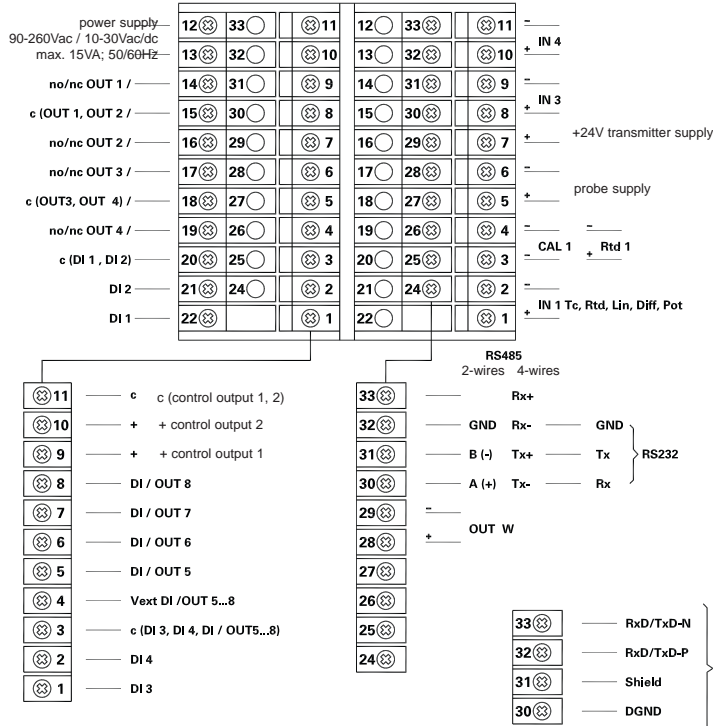 power supply
90-260Vac / 10-30Vac/dc
max. 15VA; 50/60Hz
no/nc OUT 1 /
c (OUT 1, OUT 2 /
no/nc OUT 2 /
no/nc OUT 3 /
c (OUT3, OUT 4) /
no/nc OUT 4 /
c (DI 1 , DI 2)
DI 2
DI 1
12 33 11
13 32 10
14 31 9
15 30 8
16 29 7
17 28 6
18 27 5
19 26 4
20 25 3
21 24 2
22 1
12 33 11 -
13 32 10 + IN 4
14 31 9 -
15 30 8 + IN 3
16 29 7 + +24V transmitter supply
17 28 6 -
18 27 5 + probe supply
19 26 4 - -
20 25 3 - CAL 1 + Rtd 1
21 24 2 -
22 1 + IN 1 Tc, Rtd, Lin, Diff, Pot
11 c c (control output 1, 2)
10 + + control output 2
9 + + control output 1
8 DI / OUT 8
7 DI / OUT 7
6 DI / OUT 6
5 DI / OUT 5
4 Vext DI /OUT 5...8
3 c (DI 3, DI 4, DI / OUT5...8)
2 DI 4
1 DI 3
RS485
2-wires 4-wires
33 Rx+
32 GND Rx- GND
31 B (-) Tx+ Tx RS232
30 A (+) Tx- Rx
29 -
28 + OUT W
27
26
25
24
33 RxD/TxD-N
32 RxD/TxD-P
31 Shield
30 DGND